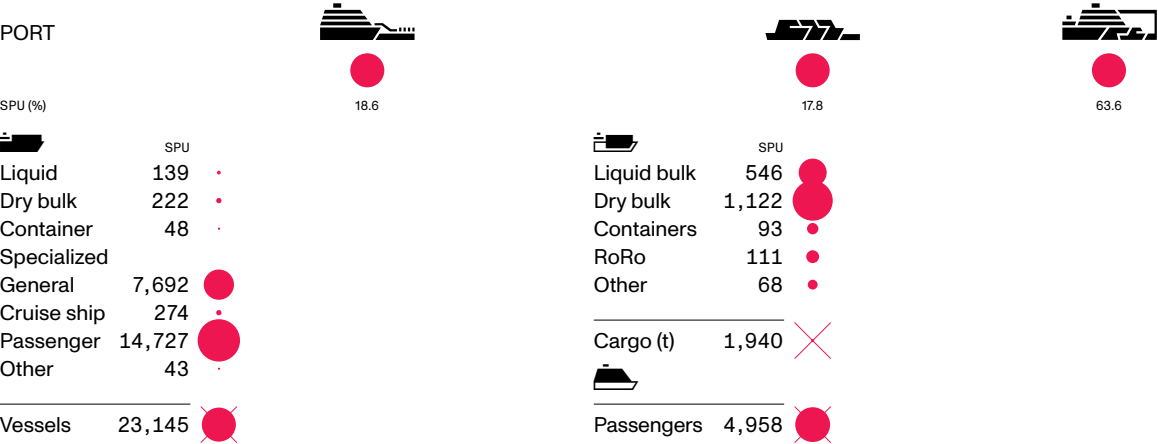 PORT
SPU (%) 18.6 17.8 63.6
SPU
Liquid 139
Dry bulk 222
Container 48
Specialized
General 7,692
Cruise ship 274
Passenger 14,727
Other 43
Vessels 23,145
SPU
Liquid bulk 546
Dry bulk 1,122
Containers 93
RoRo 111
Other 68
Cargo (t) 1,940
Passengers 4,958